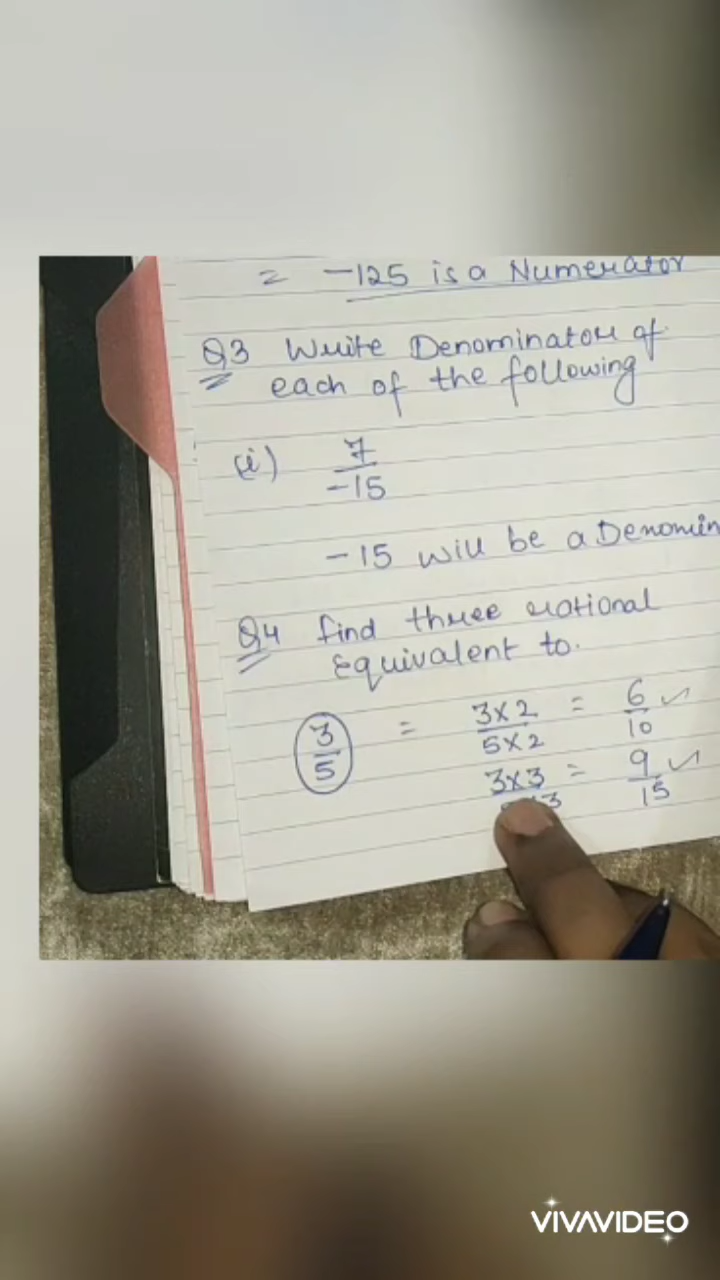 = -125 is a Numerator
Q3 Write Denominator of
each of the following
(i) 7/-15
-15 will be a Denomin
Q4 find three rational
Equivalent to.
3/5 = 3×2/5×2 = 6/10
3×3 = 9/15
VIVAVIDEO